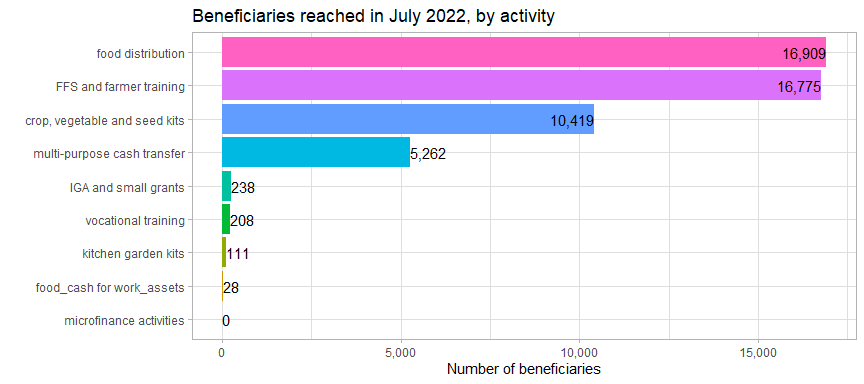 Beneficiaries reached in July 2022, by activity
food distribution 16,909
FFS and farmer training 16,775
crop, vegetable and seed kits 10,419
multi-purpose cash transfer 5,262
IGA and small grants 238
vocational training 208
kitchen garden kits 111
food_cash for work_assets 28
microfinance activities 0
0 5,000 10,000 15,000
Number of beneficiaries